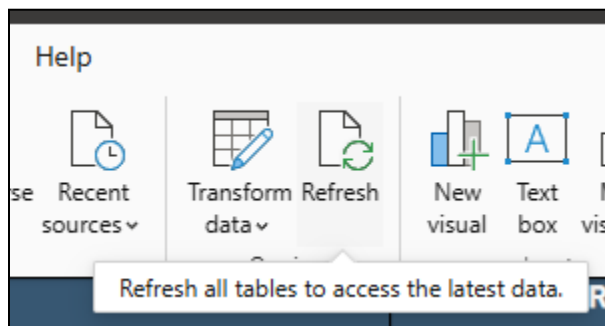 Help
Recent
sources
Transform
data
Refresh
New
visual
Text
box
Refresh all tables to access the latest data.